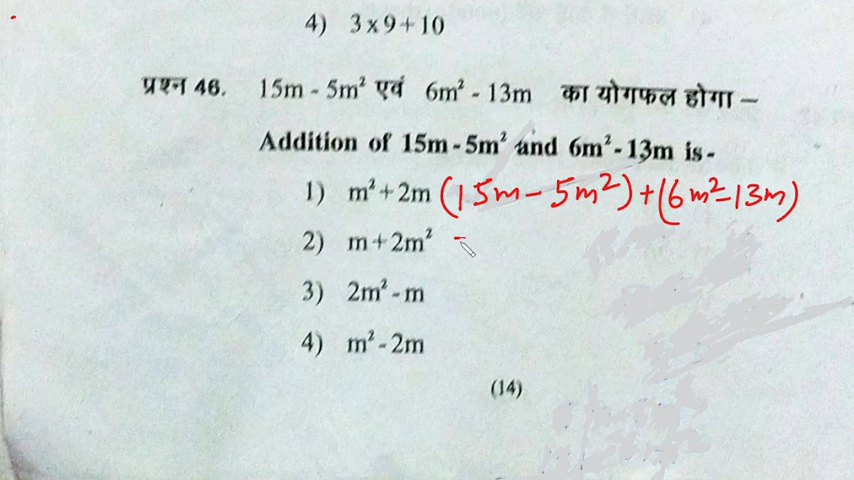 4) 3 x 9 + 10
प्रश्न 46. 15m - 5m² एवं 6m² - 13m का योगफल होगा –
Addition of 15m - 5m² and 6m² - 13m is -
1) m² + 2m (15m - 5m²) + (6m² - 13m)
2) m + 2m²
3) 2m² - m
4) m² - 2m
(14)